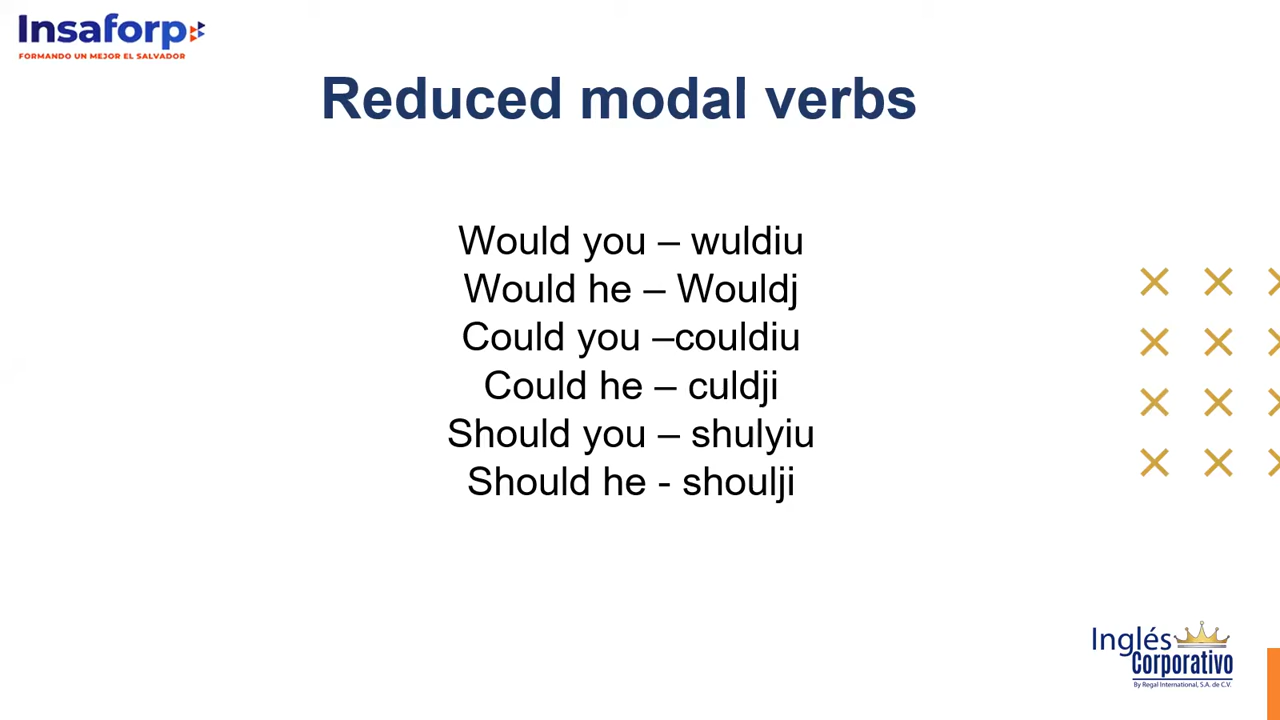 Insaforp
FORMANDO UN MEJOR EL SALVADOR
Reduced modal verbs
Would you – wuldiu
Would he – Wouldj
Could you –couldiu
Could he – culdji
Should you – shulyiu
Should he - shoulji
Inglés
Corporativo
By Regal International, S.A. de C.V.